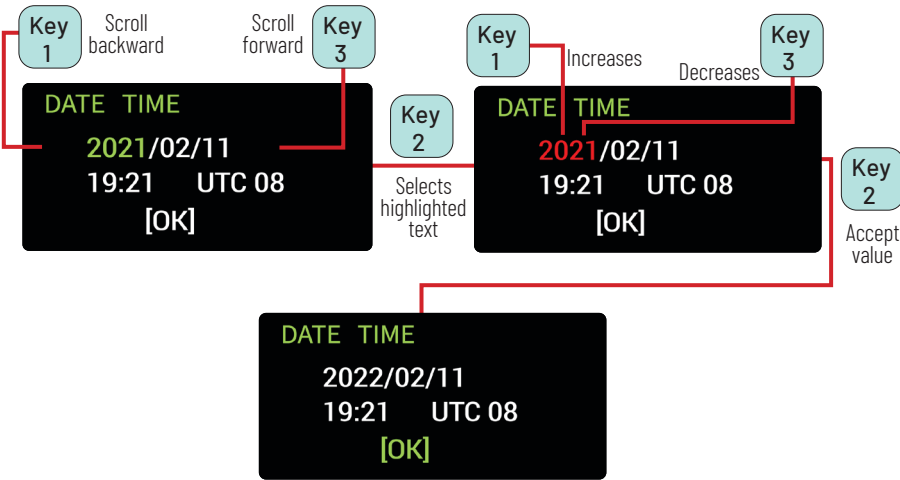 Key
1
Scroll
backward
Scroll
forward
Key
3
DATE TIME
2021/02/11
19:21 UTC 08
[OK]
Key
2
Selects
highlighted
text
Key
1
Increases
Decreases
Key
3
DATE TIME
2021/02/11
19:21 UTC 08
[OK]
Key
2
Accept
value
DATE TIME
2022/02/11
19:21 UTC 08
[OK]